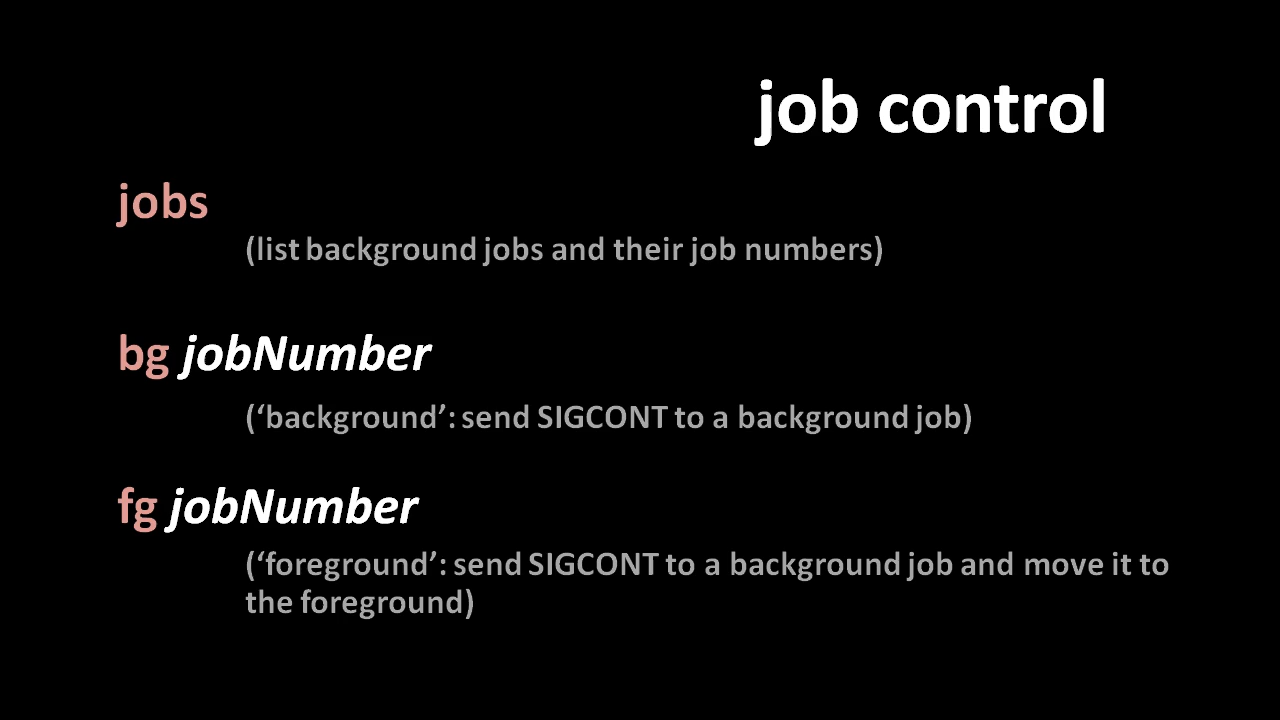 job control
jobs
(list background jobs and their job numbers)
bg jobNumber
(‘background’: send SIGCONT to a background job)
fg jobNumber
(‘foreground’: send SIGCONT to a background job and move it to
the foreground)